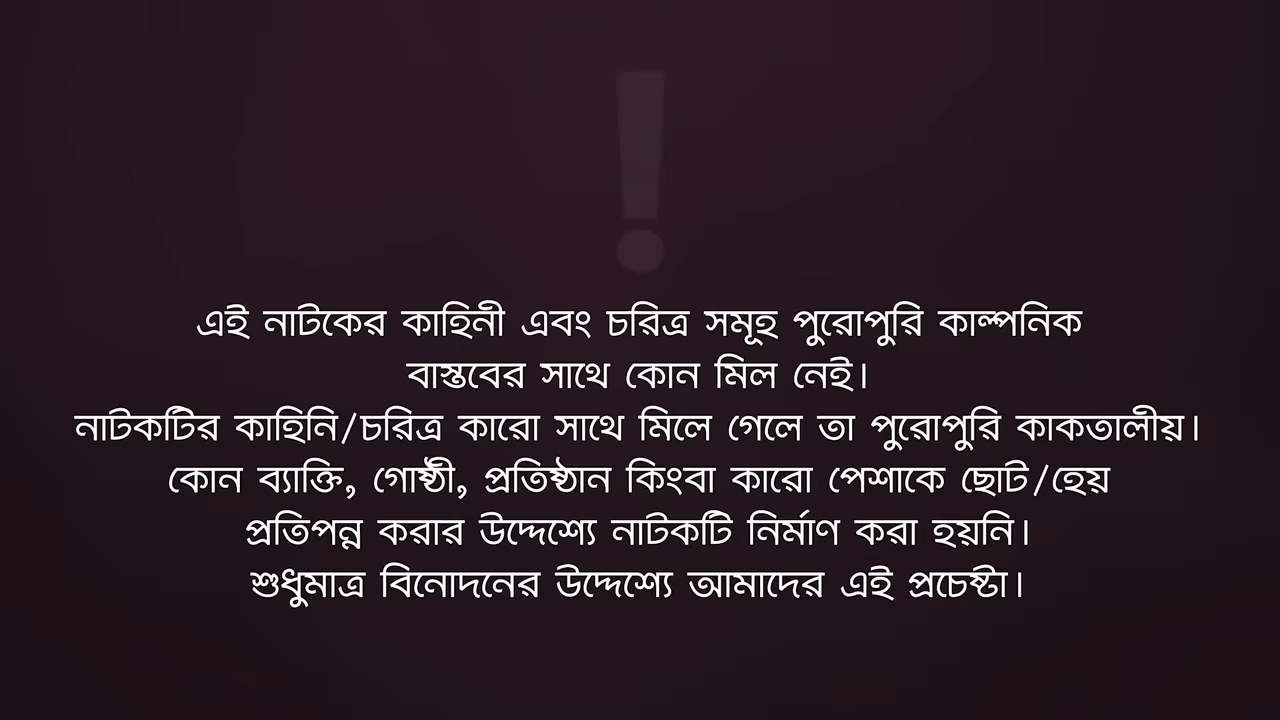 এই নাটকের কাহিনী এবং চরিত্র সমূহ পুরোপুরি কাল্পনিক
বাস্তবের সাথে কোন মিল নেই।
নাটকটির কাহিনি/চরিত্র কারো সাথে মিলে গেলে তা পুরোপুরি কাকতালীয়।
কোন ব্যাক্তি, গোষ্ঠী, প্রতিষ্ঠান কিংবা কারো পেশাকে ছোট/হেয়
প্রতিপন্ন করার উদ্দেশ্যে নাটকটি নির্মাণ করা হয়নি।
শুধুমাত্র বিনোদনের উদ্দেশ্যে আমাদের এই প্রচেষ্টা।